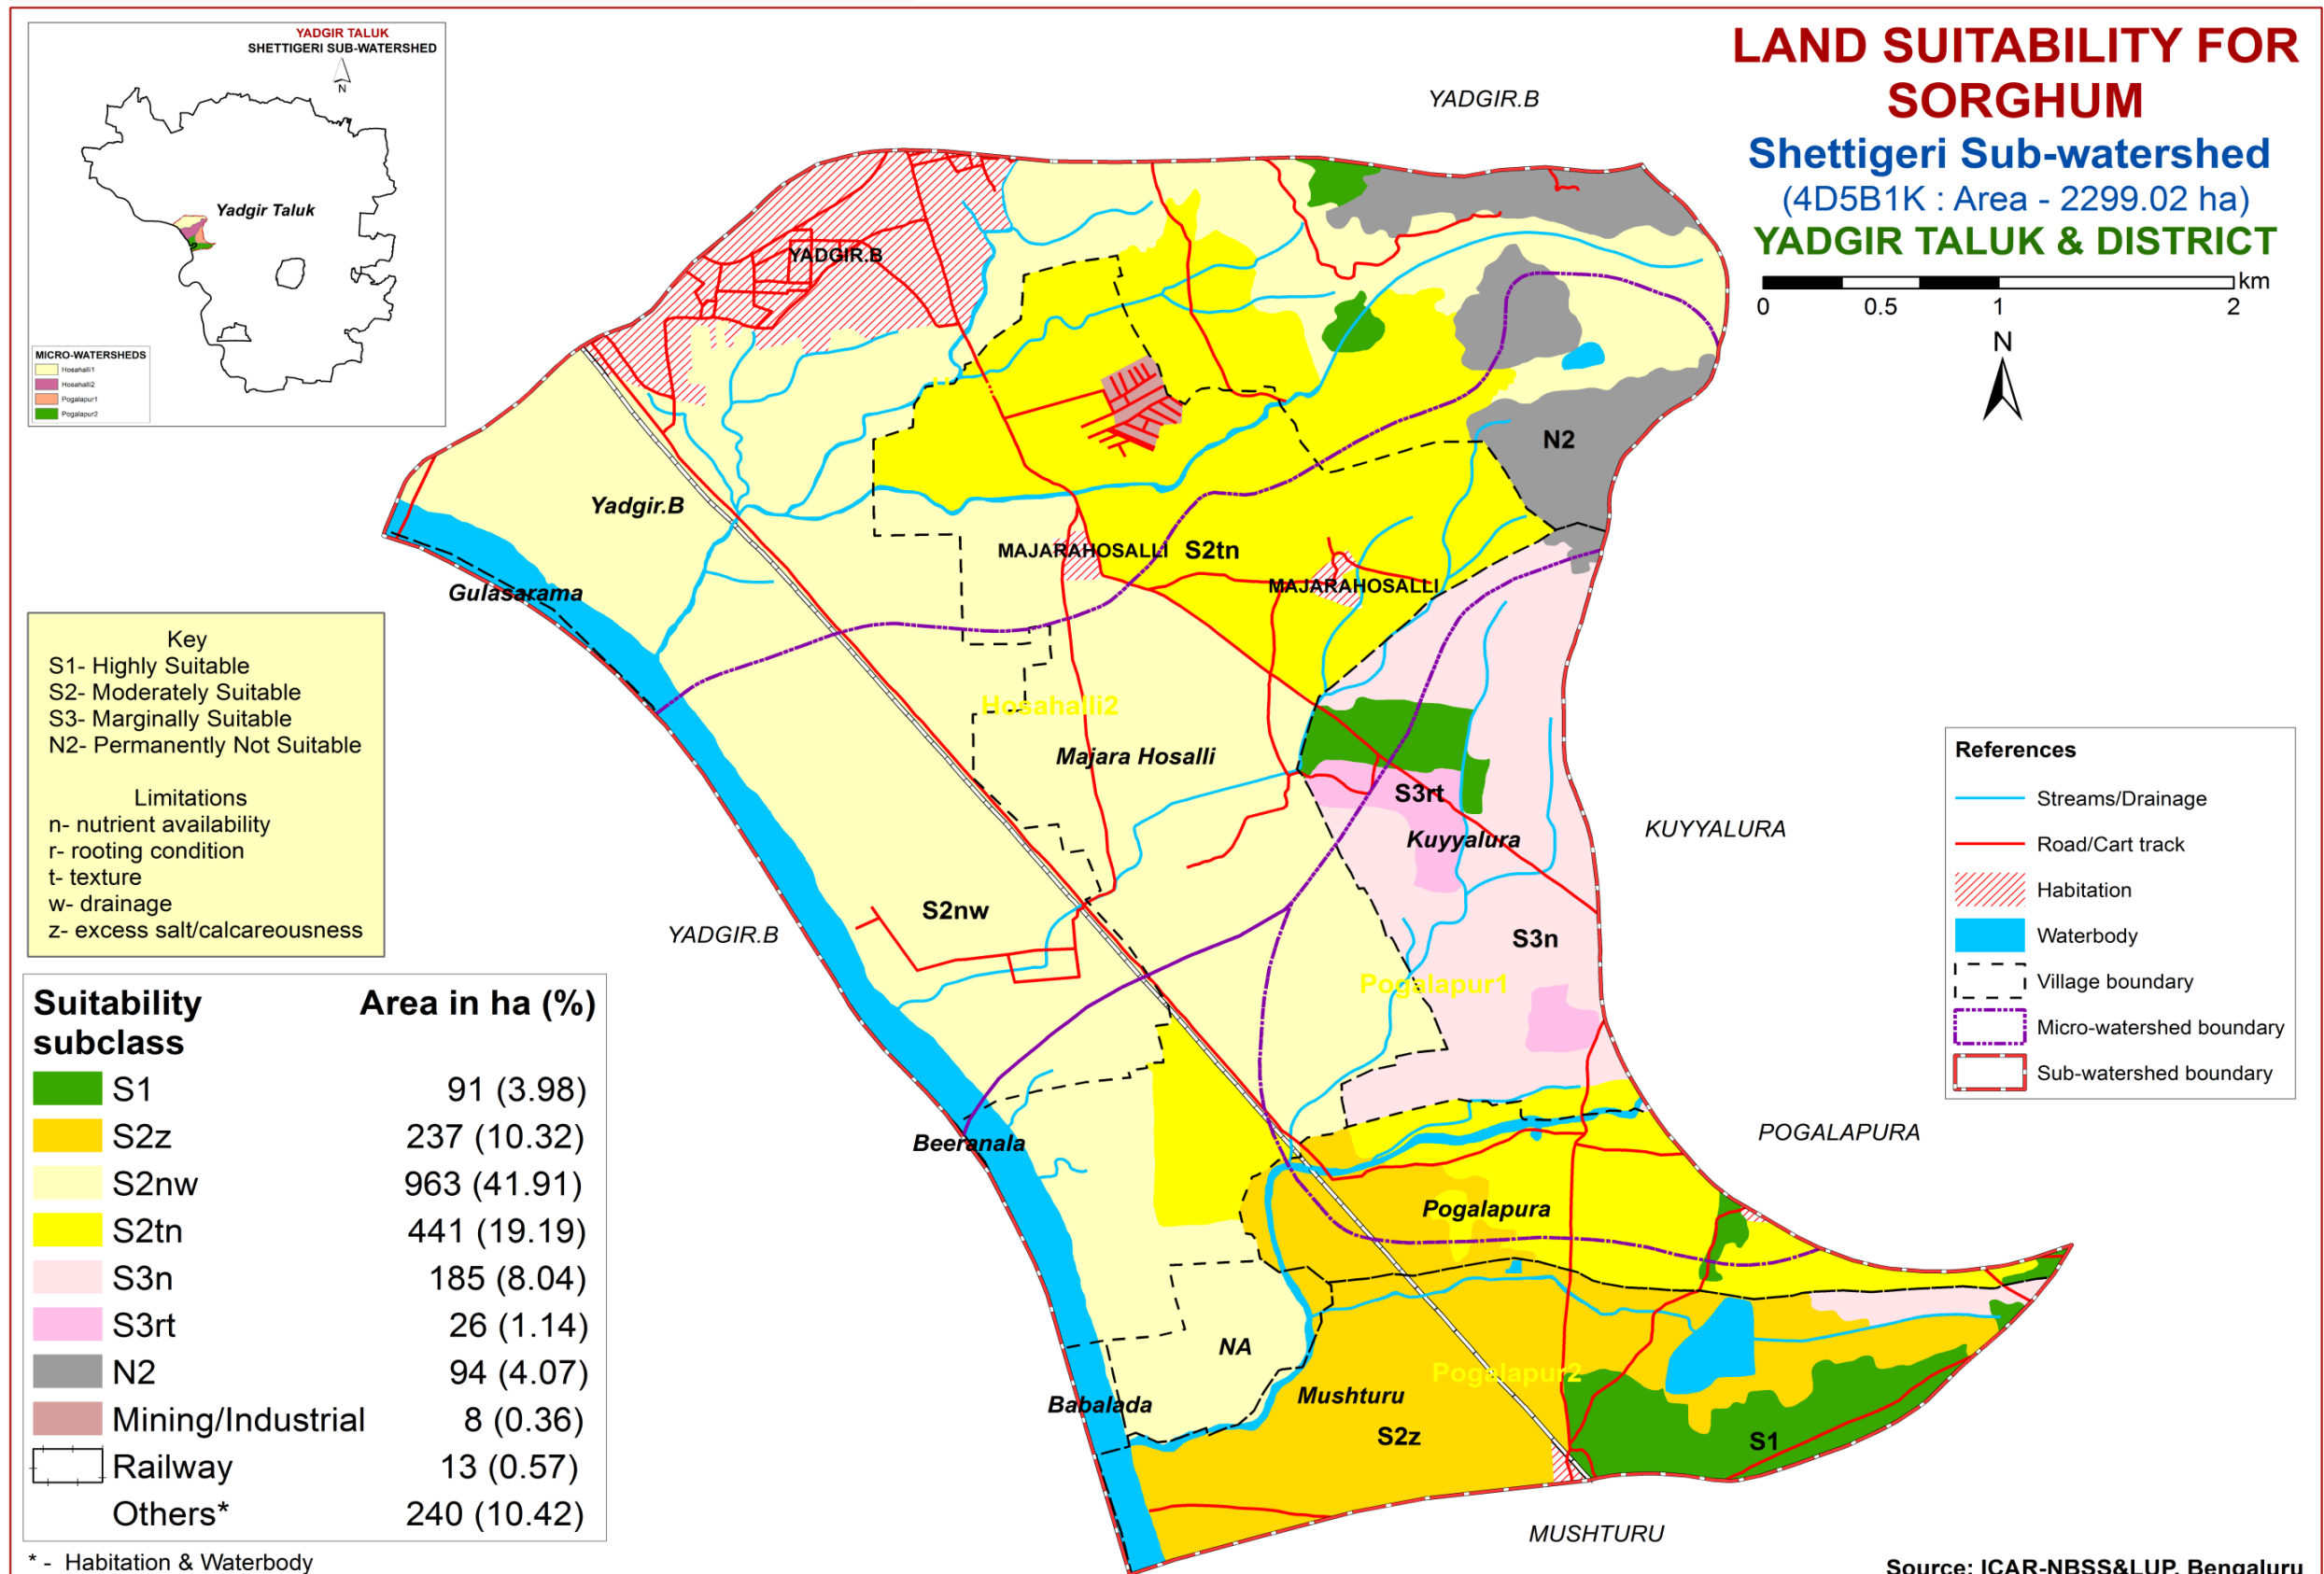 YADGIR TALUK
SHETTIGERI SUB-WATERSHED
N
Yadgir Taluk
MICRO-WATERSHEDS
Hosahalli1
Hosahalli2
Pogalapur1
Pogalapur2
LAND SUITABILITY FOR
SORGHUM
Shettigeri Sub-watershed
(4D5B1K : Area - 2299.02 ha)
YADGIR TALUK & DISTRICT
km
0 0.5 1 2
N
YADGIR.B
YADGIR.B
N2
Yadgir.B
MAJARAHOSALLI
S2tn
MAJARAHOSALLI
Gulasarama
Hosahalli2
Majara Hosalli
S3rt
Kuyyalura
KUYYALURA
S2nw
YADGIR.B
S3n
Pogalapur1
Beeranala
POGALAPURA
Pogalapura
NA
Pogalapur2
Mushturu
Babalada
S2z
S1
MUSHTURU
Key
S1- Highly Suitable
S2- Moderately Suitable
S3- Marginally Suitable
N2- Permanently Not Suitable
Limitations
n- nutrient availability
r- rooting condition
t- texture
w- drainage
z- excess salt/calcareousness
Suitability Area in ha (%)
subclass
S1 91 (3.98)
S2z 237 (10.32)
S2nw 963 (41.91)
S2tn 441 (19.19)
S3n 185 (8.04)
S3rt 26 (1.14)
N2 94 (4.07)
Mining/Industrial 8 (0.36)
Railway 13 (0.57)
Others* 240 (10.42)
* - Habitation & Waterbody
References
Streams/Drainage
Road/Cart track
Habitation
Waterbody
Village boundary
Micro-watershed boundary
Sub-watershed boundary
Source: ICAR-NBSS&LUP, Bengaluru